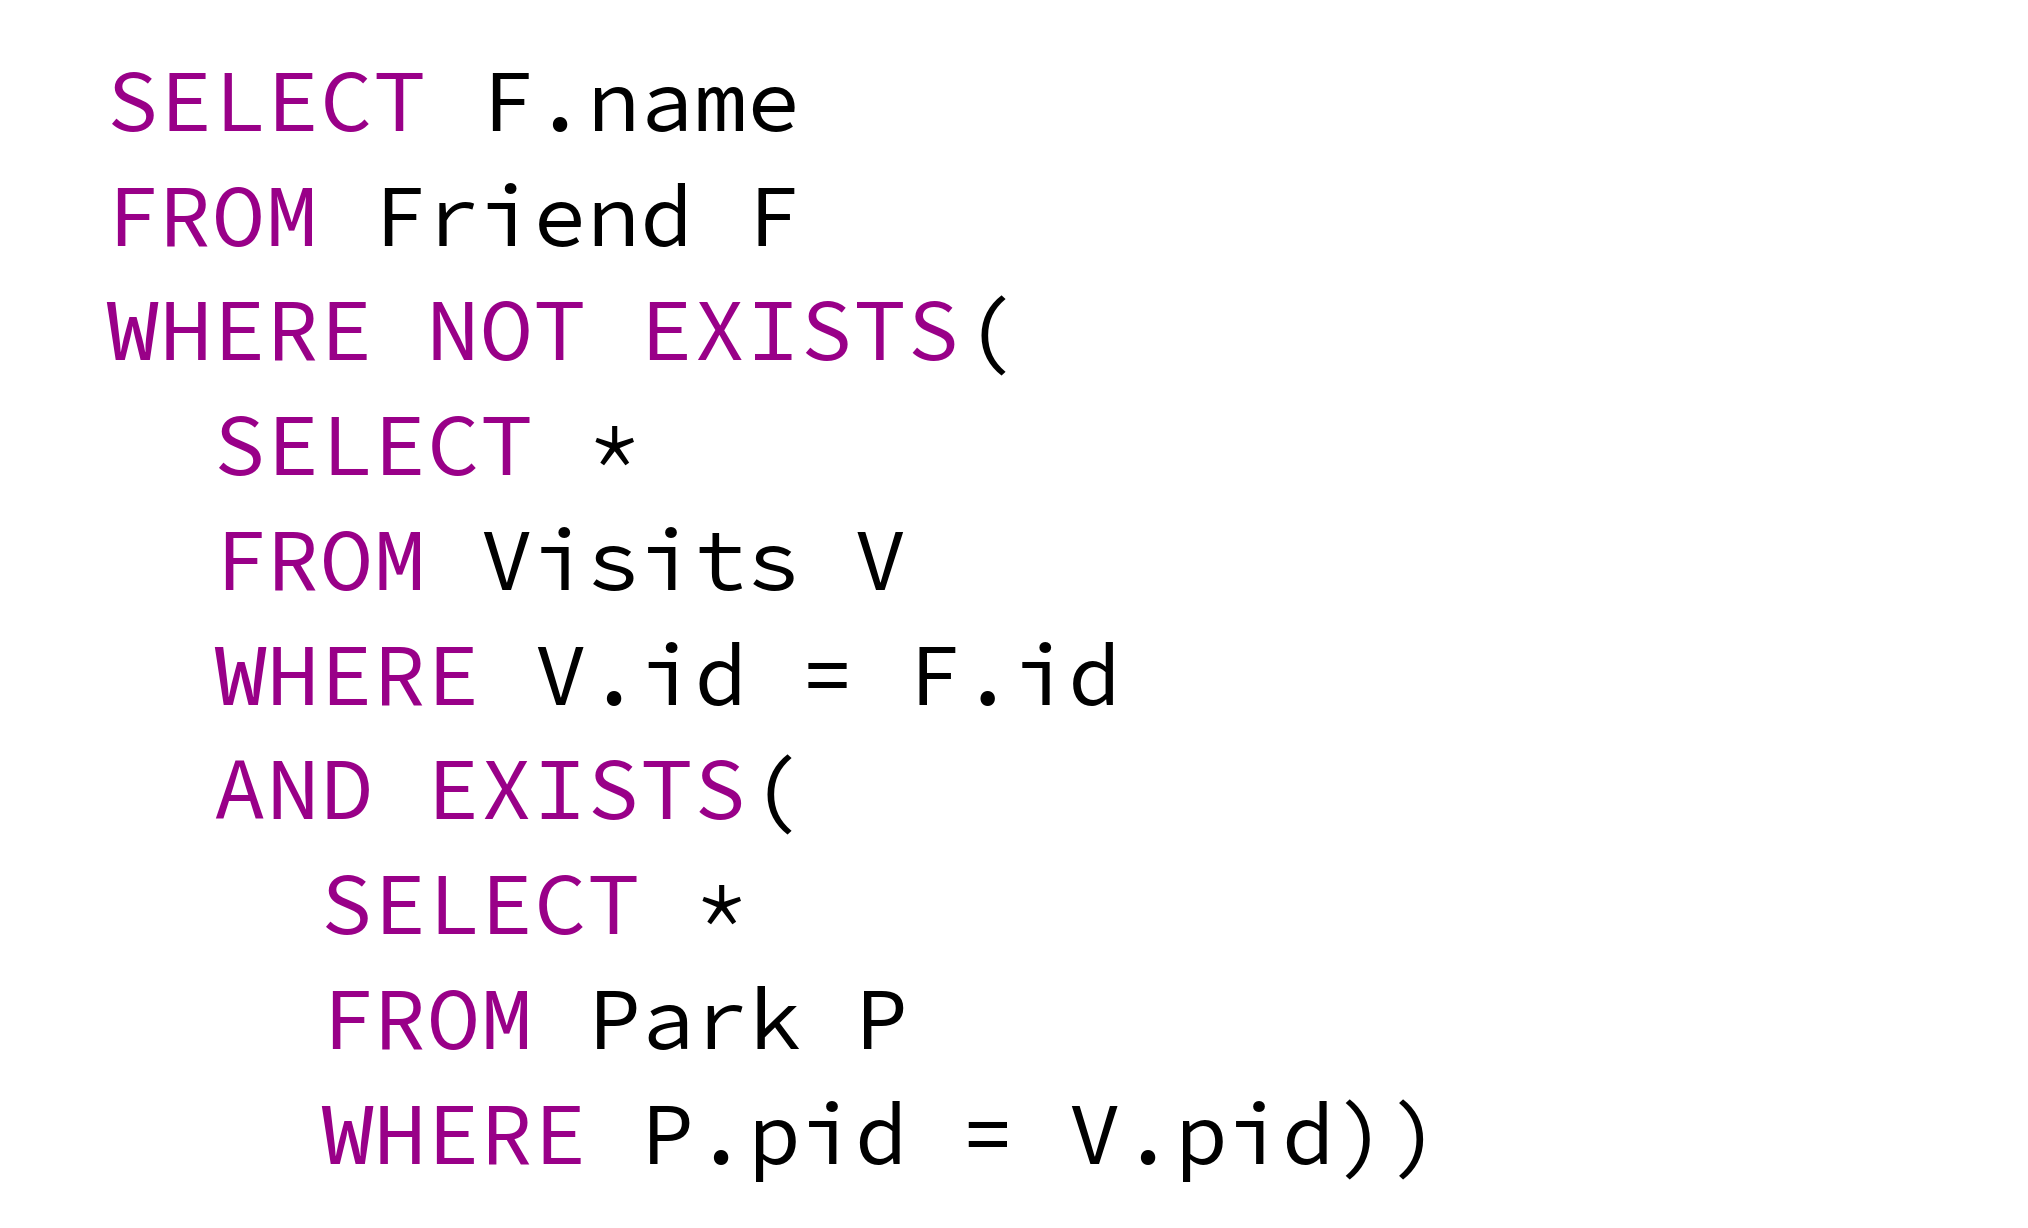 SELECT F.name
FROM Friend F
WHERE NOT EXISTS(
SELECT *
FROM Visits V
WHERE V.id = F.id
AND EXISTS(
SELECT *
FROM Park P
WHERE P.pid = V.pid))